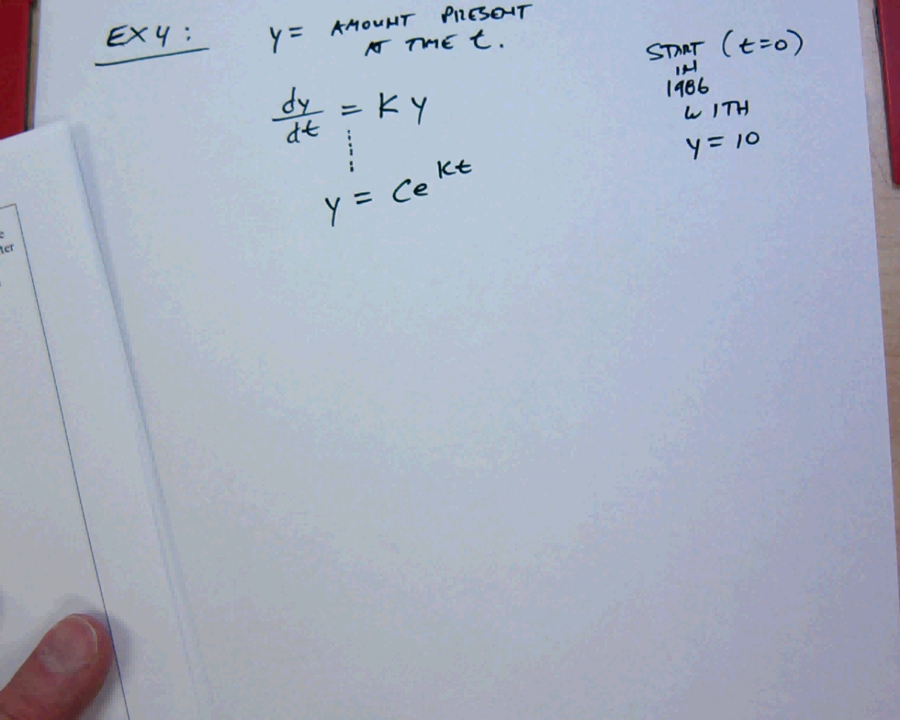 EX 4:
y = AMOUNT PRESENT
AT TIME t.
dy/dt = Ky
y = Ce^Kt
START (t=0)
IN
1986
WITH
y = 10